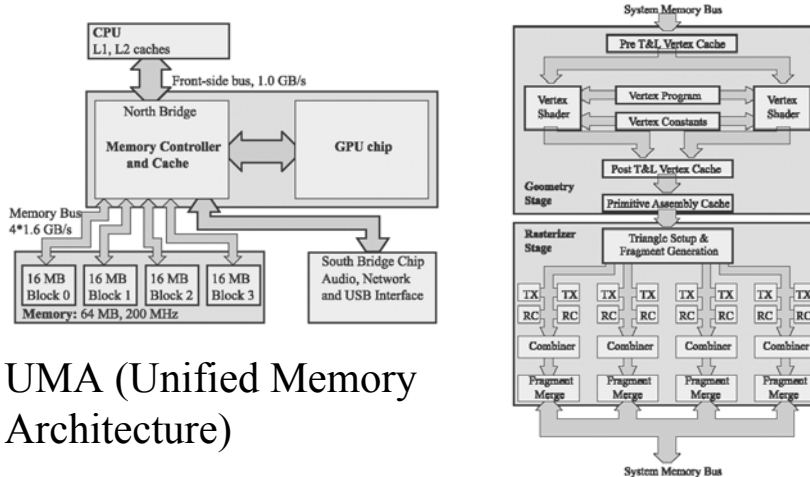 CPU
L1, L2 caches
Front-side bus, 1.0 GB/s
North Bridge
Memory Controller
and Cache
GPU chip
Memory Bus
4*1.6 GB/s
16 MB
Block 0
16 MB
Block 1
16 MB
Block 2
16 MB
Block 3
Memory: 64 MB, 200 MHz
South Bridge Chip
Audio, Network
and USB Interface
UMA (Unified Memory
Architecture)
System Memory Bus
Pre T&L Vertex Cache
Vertex
Shader
Vertex Program
Vertex Constants
Vertex
Shader
Post T&L Vertex Cache
Geometry
Stage
Primitive Assembly Cache
Rasterizer
Stage
Triangle Setup &
Fragment Generation
TX TX TX TX TX TX TX TX
RC RC RC RC RC RC RC RC
Combiner Combiner Combiner Combiner
Fragment
Merge
Fragment
Merge
Fragment
Merge
Fragment
Merge
System Memory Bus